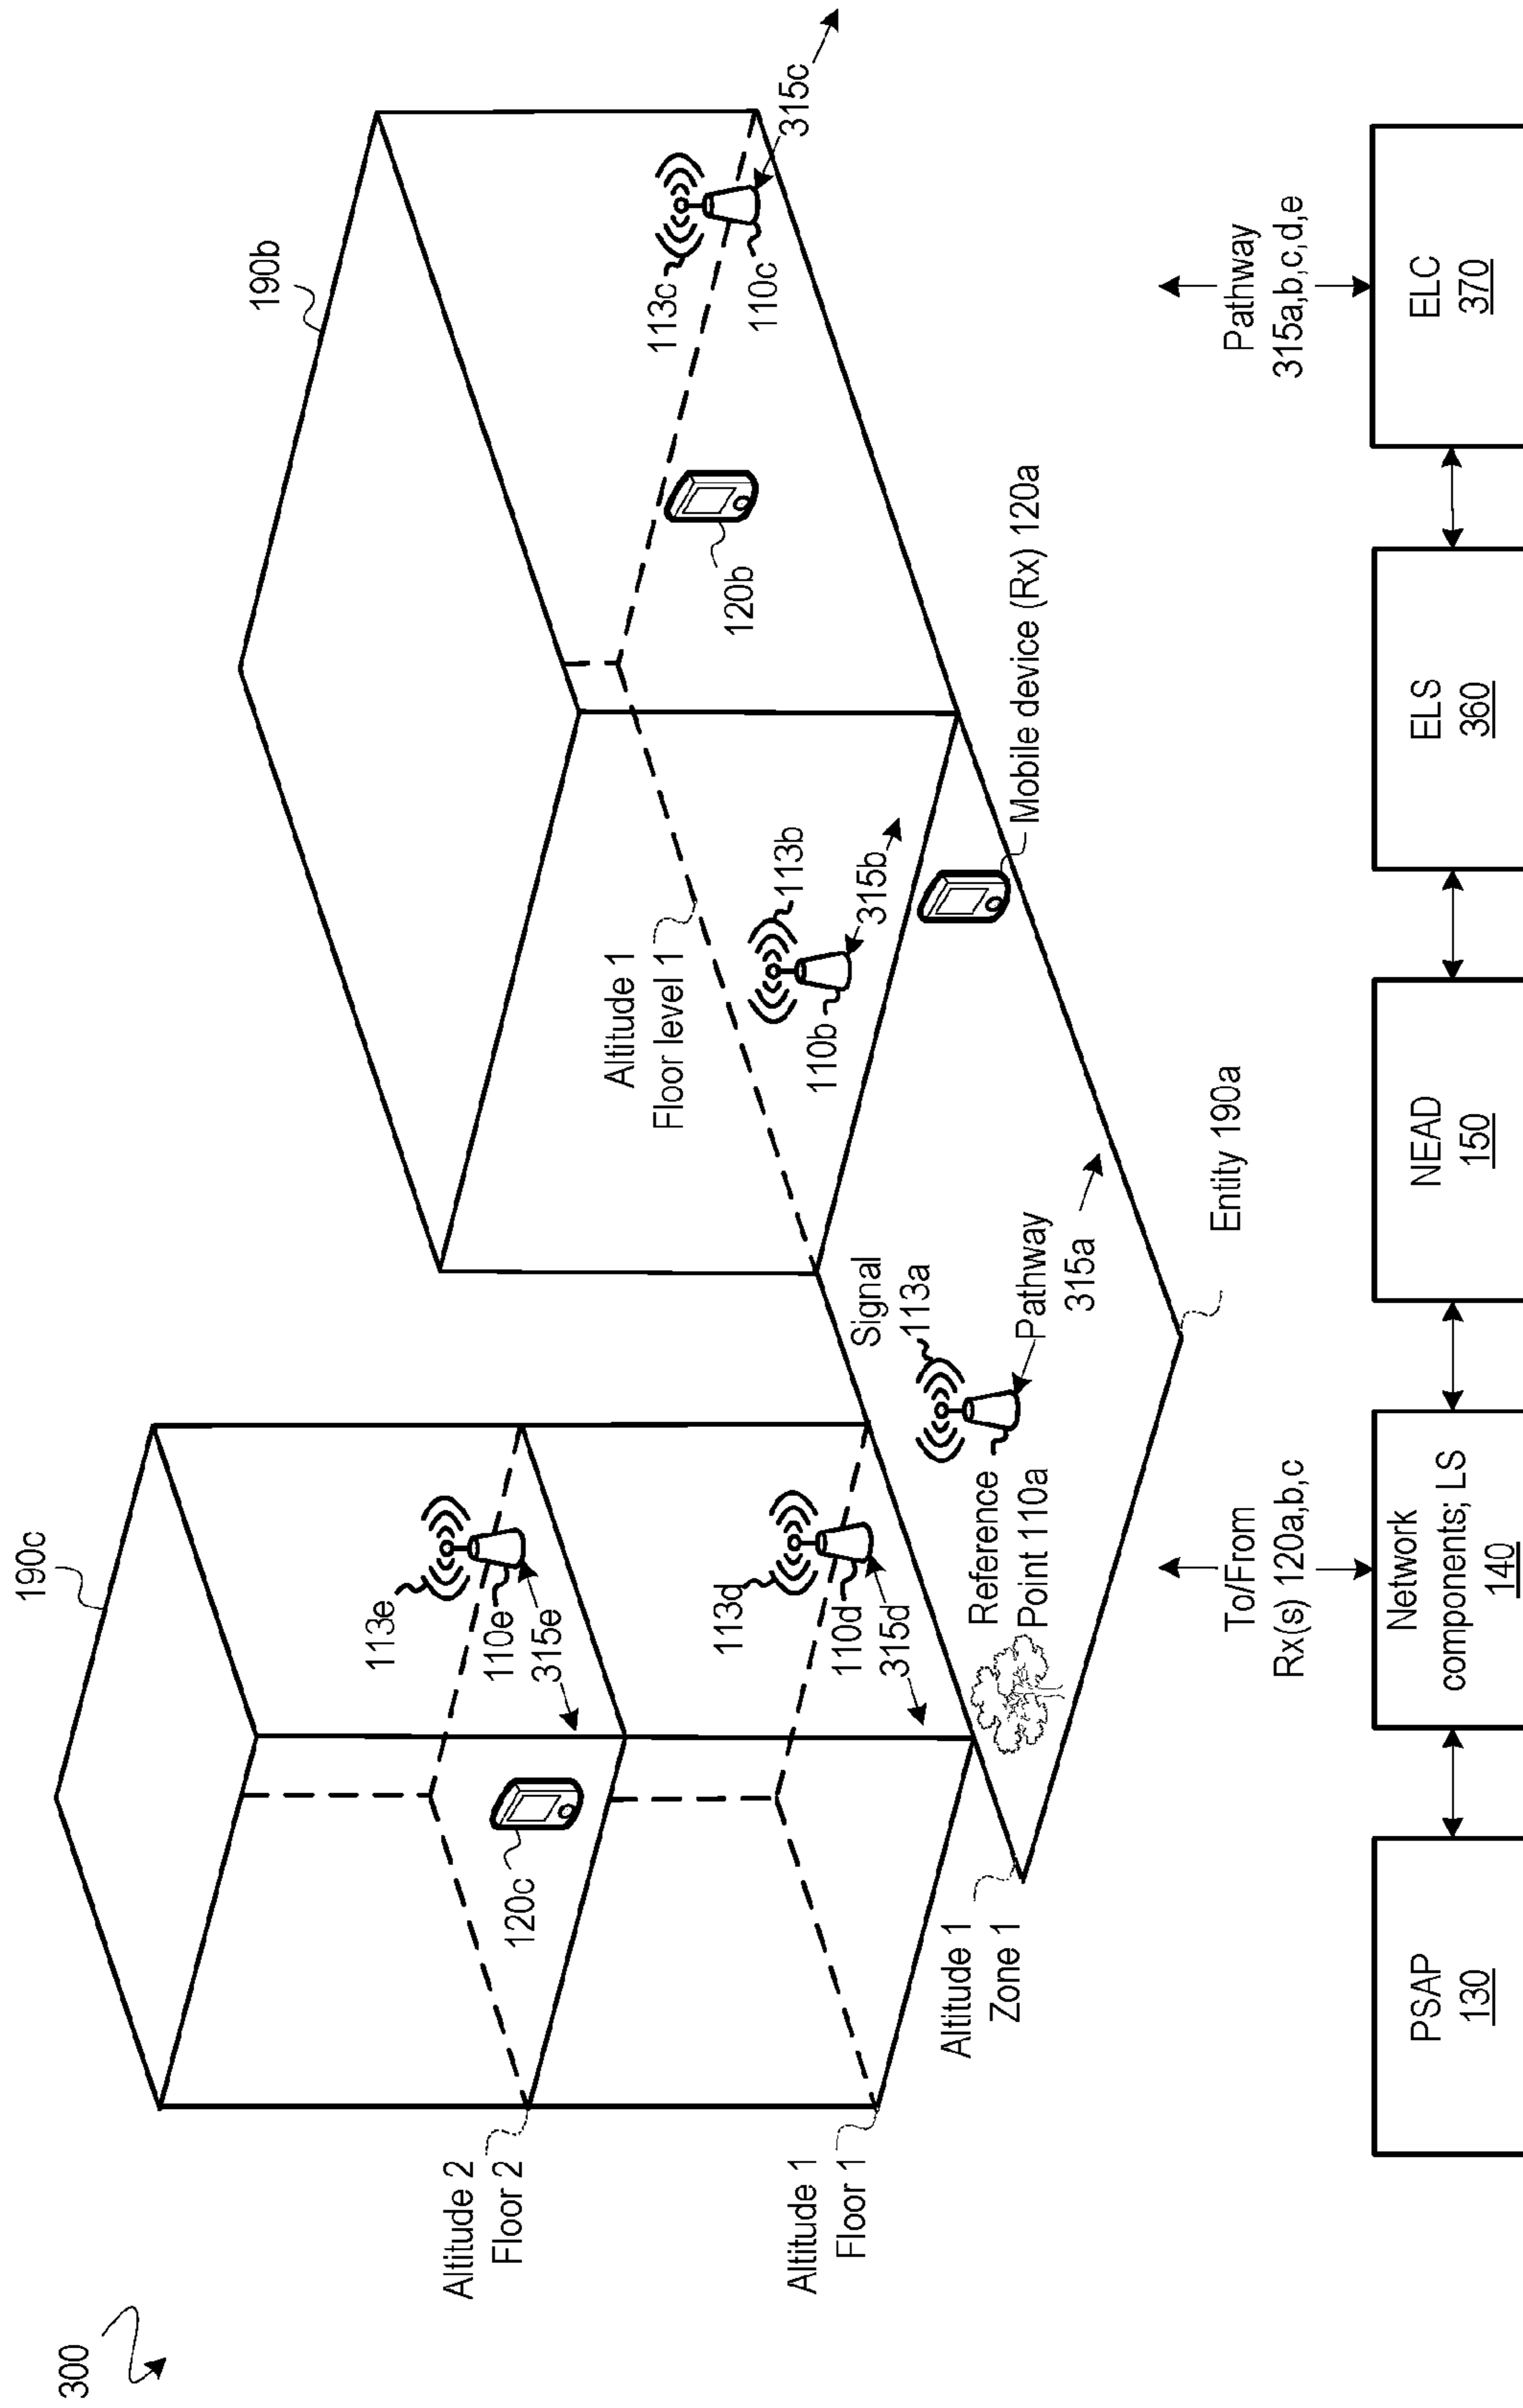 300
190c
190b
Altitude 2
Floor 2
113e
110e
315e
120c
Altitude 1
Floor 1
113d
110d
315d
Altitude 1
Zone 1
Reference
Point 110a
Signal
113a
Pathway
315a
Entity 190a
Altitude 1
Floor level 1
110b
113b
315b
120b
Mobile device (Rx) 120a
113c
110c
315c
To/From
Rx(s) 120a,b,c
Pathway
315a,b,c,d,e
PSAP
130
Network
components; LS
140
NEAD
150
ELS
360
ELC
370